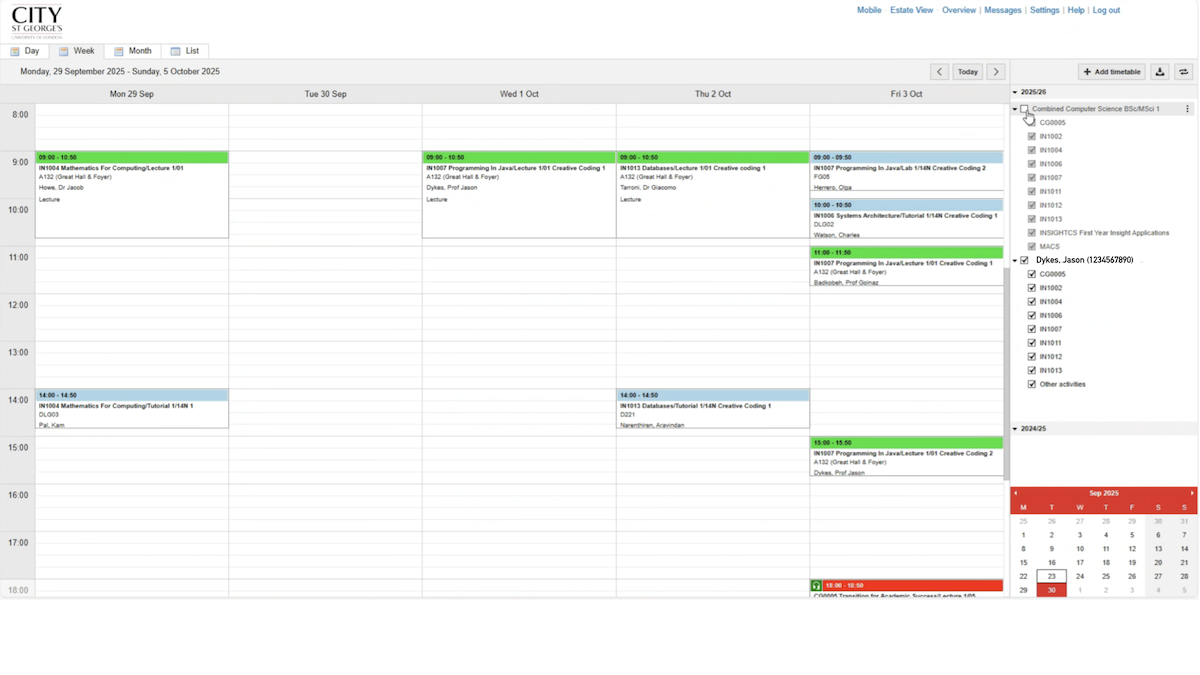 CITY
ST GEORGE'S
UNIVERSITY OF LONDON
Mobile Estate View Overview | Messages | Settings | Help | Log out
Day Week Month List
Monday, 29 September 2025 - Sunday, 5 October 2025
Today
Add timetable
Mon 29 Sep Tue 30 Sep Wed 1 Oct Thu 2 Oct Fri 3 Oct
8:00
9:00
10:00
11:00
12:00
13:00
14:00
15:00
16:00
17:00
18:00
09:00 - 10:50
IN1004 Mathematics For Computing/Lecture 1/01
A132 (Great Hall & Foyer)
Howe, Dr Jacob
Lecture
14:00 - 14:50
IN1004 Mathematics For Computing/Tutorial 1/14N 1
DLG03
Pal, Kam
09:00 - 10:50
IN1007 Programming In Java/Lecture 1/01 Creative Coding 1
A132 (Great Hall & Foyer)
Dykes, Prof Jason
Lecture
09:00 - 10:50
IN1013 Databases/Lecture 1/01 Creative coding 1
A132 (Great Hall & Foyer)
Tarroni, Dr Giacomo
Lecture
14:00 - 14:50
IN1013 Databases/Tutorial 1/14N Creative Coding 1
D221
Narenthiren, Aravindan
09:00 - 09:50
IN1007 Programming In Java/Lab 1/14N Creative Coding 2
FG05
Herrero, Olga
10:00 - 10:50
IN1006 Systems Architecture/Tutorial 1/14N Creative Coding 1
DLG02
Watson, Charles
11:00 - 11:50
IN1007 Programming In Java/Lecture 1/01 Creative Coding 1
A132 (Great Hall & Foyer)
Badkobeh, Prof Golnaz
15:00 - 15:50
IN1007 Programming In Java/Lecture 1/01 Creative Coding 2
A132 (Great Hall & Foyer)
Dykes, Prof Jason
18:00 - 18:50
CG0005 Transition for Academic Success/Lecture 1/05
2025/26
Combined Computer Science BSc/MSci 1
CG0005
IN1002
IN1004
IN1006
IN1007
IN1011
IN1012
IN1013
INSIGHTCS First Year Insight Applications
MACS
Dykes, Jason (1234567890)
CG0005
IN1002
IN1004
IN1006
IN1007
IN1011
IN1012
IN1013
Other activities
2024/25
Sep 2025
M T W T F S S
25 26 27 28 29 30 31
1 2 3 4 5 6 7
8 9 10 11 12 13 14
15 16 17 18 19 20 21
22 23 24 25 26 27 28
29 30 1 2 3 4 5